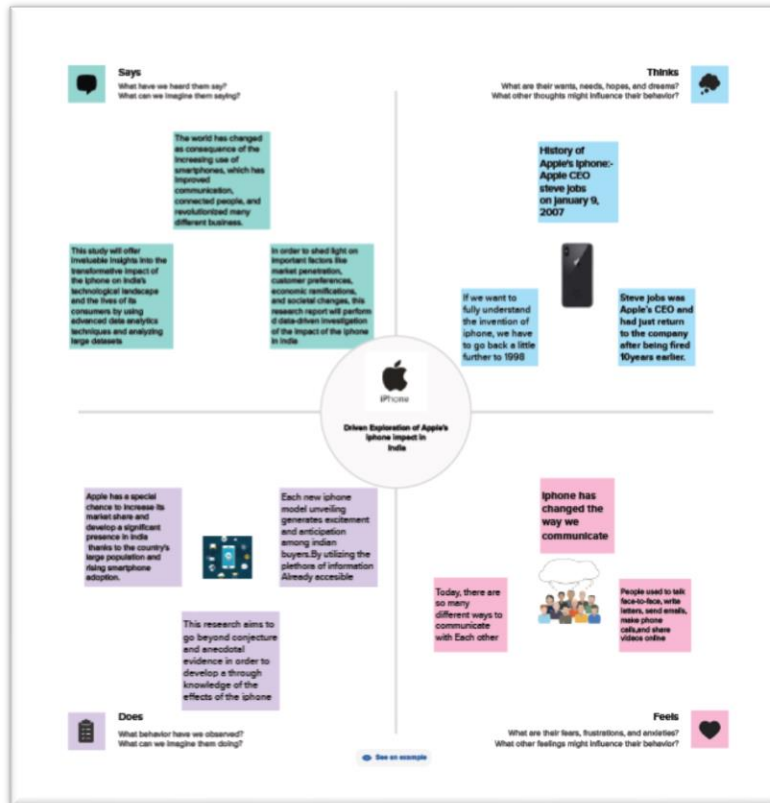 Says
What have we heard them say?
What can we imagine them saying?
Thinks
What are their wants, needs, hopes, and dreams?
What other thoughts might influence their behavior?
The world has changed
as consequence of the
increasing use of
smartphones, which has
improved
communication,
connected people, and
revolutionized many
different business.
This study will offer
invaluable insights into the
transformative impact of
the iphone on India's
technological landscape
and the lives of its
consumers by using
advanced data analytics
techniques and analyzing
large datasets
In order to shed light on
important factors like
market penetration,
customer preferences,
economic ramifications,
and societal changes, this
research report will perform
d data-driven investigation
of the impact of the iphone
in India
History of
Apple's Iphone:-
Apple CEO
steve jobs
on january 9,
2007
If we want to
fully understand
the invention of
iphone, we have
to go back a little
further to 1998
Steve jobs was
Apple's CEO and
had just return
to the company
after being fired
10years earlier.
iPhone
Driven Exploration of Apple's
iphone impact in
India
Apple has a special
chance to increase its
market share and
develop a significant
presence in india
thanks to the country's
large population and
rising smartphone
adoption.
Each new iphone
model unveiling
generates excitement
and anticipation
among indian
buyers.By utilizing the
plethora of information
Already accesible
This research aims to
go beyond conjecture
and anecdotal
evidence in order to
develop a through
knowledge of the
effects of the iphone
Iphone has
changed the
way we
communicate
Today, there are
so many
different ways to
communicate
with Each other
People used to talk
face-to-face, write
letters, send emails,
make phone
calls,and share
videos online
Does
What behavior have we observed?
What can we imagine them doing?
Feels
What are their fears, frustrations, and anxieties?
What other feelings might influence their behavior?
See an example